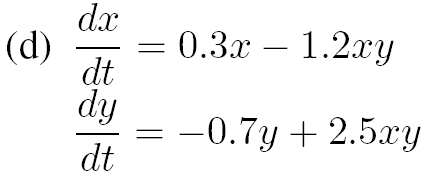 (d) dx/dt = 0.3x − 1.2xy
dy/dt = −0.7y + 2.5xy